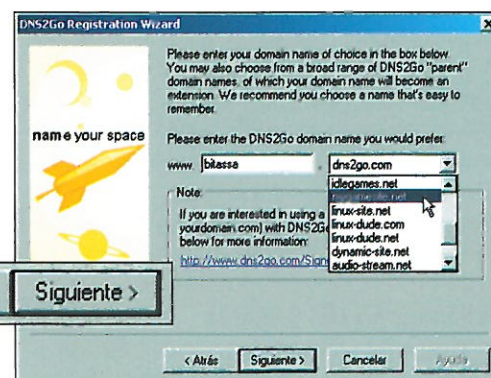 DNS2Go Registration Wizard
name your space
Please enter your domain name of choice in the box below.
You may also choose from a broad range of DNS2Go "parent"
domain names, of which your domain name will become an
extension. We recommend you choose a name that's easy to
remember.
Please enter the DNS2Go domain name you would prefer:
www. bitassa . dns2go.com
idlegames.net
linux-site.net
linux-dude.com
linux-dude.net
dynamic-site.net
audio-stream.net
Note:
If you are interested in using a
yourdomain.com) with DNS2G
below for more information:
http://www.dns2go.com/Sign
Siguiente >
< Atrás
Siguiente >
Cancelar
Ayuda